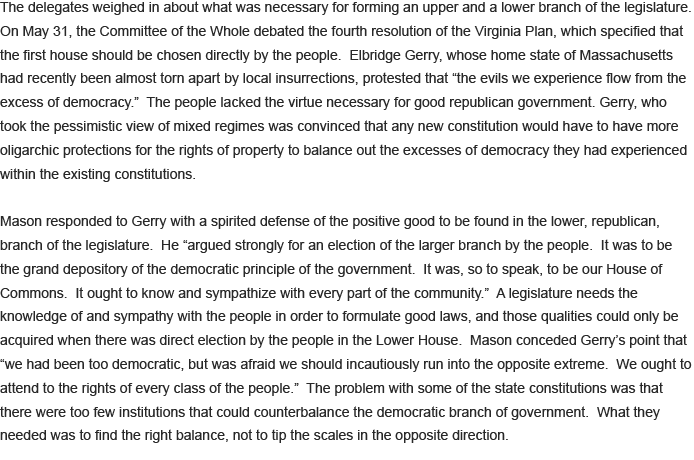 The delegates weighed in about what was necessary for forming an upper and a lower branch of the legislature.
On May 31, the Committee of the Whole debated the fourth resolution of the Virginia Plan, which specified that
the first house should be chosen directly by the people.  Elbridge Gerry, whose home state of Massachusetts
had recently been almost torn apart by local insurrections, protested that “the evils we experience flow from the
excess of democracy.”  The people lacked the virtue necessary for good republican government. Gerry, who
took the pessimistic view of mixed regimes was convinced that any new constitution would have to have more
oligarchic protections for the rights of property to balance out the excesses of democracy they had experienced
within the existing constitutions.
Mason responded to Gerry with a spirited defense of the positive good to be found in the lower, republican,
branch of the legislature.  He “argued strongly for an election of the larger branch by the people.  It was to be
the grand depository of the democratic principle of the government.  It was, so to speak, to be our House of
Commons.  It ought to know and sympathize with every part of the community.”  A legislature needs the
knowledge of and sympathy with the people in order to formulate good laws, and those qualities could only be
acquired when there was direct election by the people in the Lower House.  Mason conceded Gerry’s point that
“we had been too democratic, but was afraid we should incautiously run into the opposite extreme.  We ought to
attend to the rights of every class of the people.”  The problem with some of the state constitutions was that
there were too few institutions that could counterbalance the democratic branch of government.  What they
needed was to find the right balance, not to tip the scales in the opposite direction.